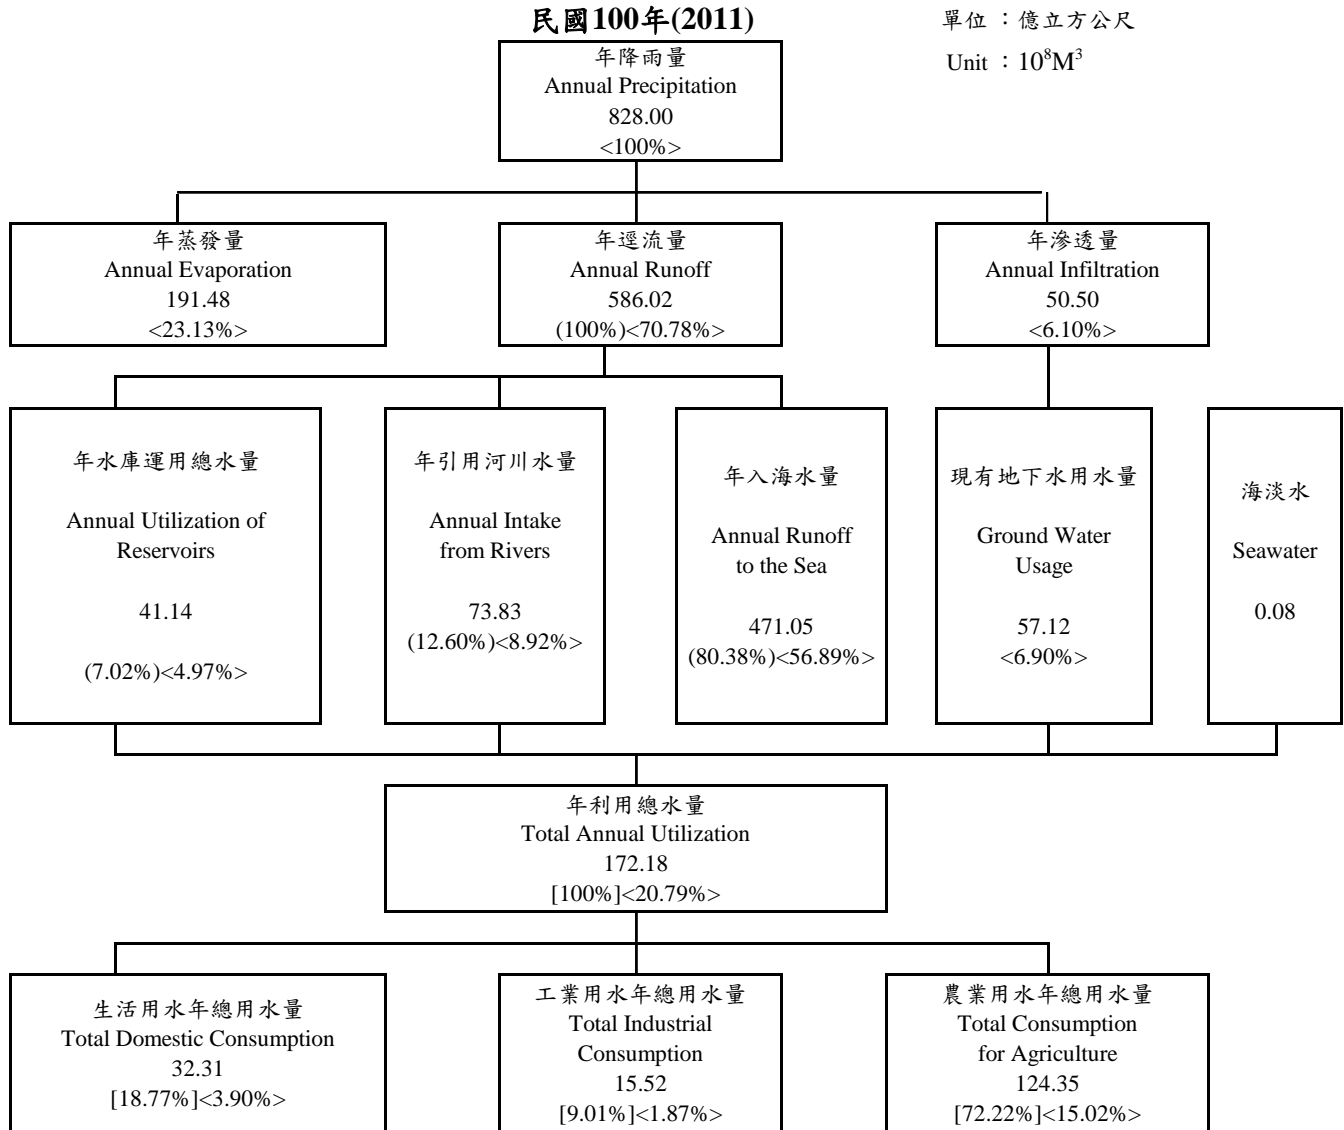 民國100年(2011)
單位：億立方公尺
Unit：10⁸M³
年降雨量
Annual Precipitation
828.00
<100%>
年蒸發量
Annual Evaporation
191.48
<23.13%>
年逕流量
Annual Runoff
586.02
(100%)<70.78%>
年滲透量
Annual Infiltration
50.50
<6.10%>
年水庫運用總水量
Annual Utilization of
Reservoirs
41.14
(7.02%)<4.97%>
年引用河川水量
Annual Intake
from Rivers
73.83
(12.60%)<8.92%>
年入海水量
Annual Runoff
to the Sea
471.05
(80.38%)<56.89%>
現有地下水用水量
Ground Water
Usage
57.12
<6.90%>
海淡水
Seawater
0.08
年利用總水量
Total Annual Utilization
172.18
[100%]<20.79%>
生活用水年總用水量
Total Domestic Consumption
32.31
[18.77%]<3.90%>
工業用水年總用水量
Total Industrial
Consumption
15.52
[9.01%]<1.87%>
農業用水年總用水量
Total Consumption
for Agriculture
124.35
[72.22%]<15.02%>